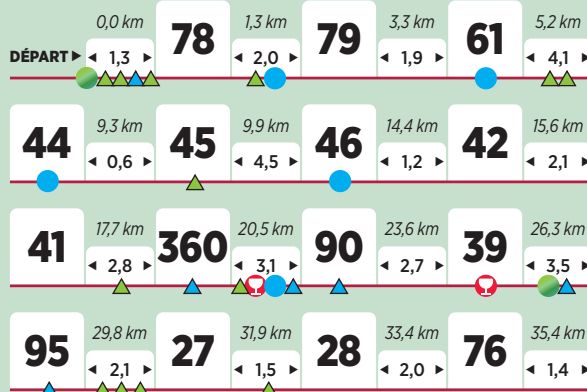 0,0 km 1,3 km 3,3 km 5,2 km
DÉPART 1,3 78 2,0 79 1,9 61 4,1
9,3 km 9,9 km 14,4 km 15,6 km
44 0,6 45 4,5 46 1,2 42 2,1
17,7 km 20,5 km 23,6 km 26,3 km
41 2,8 360 3,1 90 2,7 39 3,5
29,8 km 31,9 km 33,4 km 35,4 km
95 2,1 27 1,5 28 2,0 76 1,4